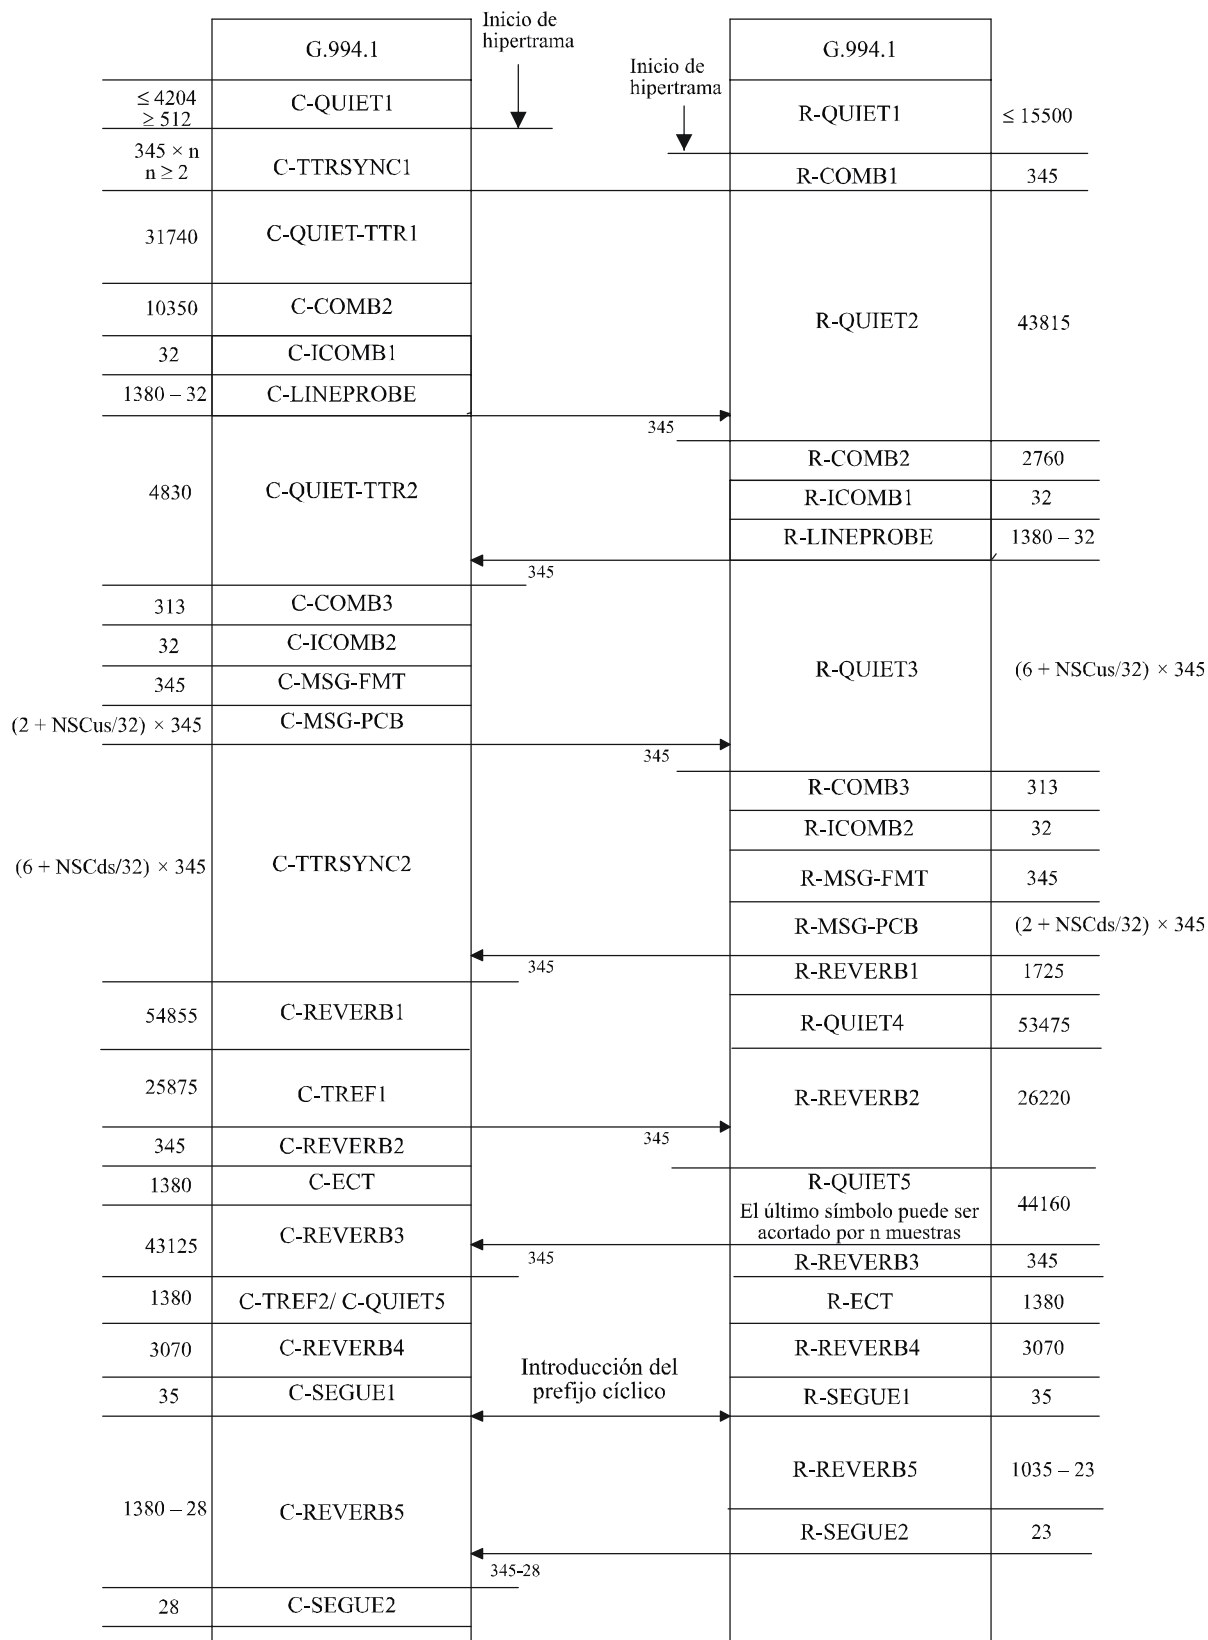 Inicio de
hipertrama
G.994.1
G.994.1
Inicio de
hipertrama
≤ 4204
≥ 512
C-QUIET1
R-QUIET1
≤ 15500
345 × n
n ≥ 2
C-TTRSYNC1
R-COMB1
345
31740
C-QUIET-TTR1
10350
C-COMB2
R-QUIET2
43815
32
C-ICOMB1
1380 – 32
C-LINEPROBE
345
R-COMB2
2760
4830
C-QUIET-TTR2
R-ICOMB1
32
R-LINEPROBE
1380 – 32
345
313
C-COMB3
32
C-ICOMB2
R-QUIET3
(6 + NSCus/32) × 345
345
C-MSG-FMT
(2 + NSCus/32) × 345
C-MSG-PCB
345
R-COMB3
313
R-ICOMB2
32
(6 + NSCds/32) × 345
C-TTRSYNC2
R-MSG-FMT
345
R-MSG-PCB
(2 + NSCds/32) × 345
345
R-REVERB1
1725
54855
C-REVERB1
R-QUIET4
53475
25875
C-TREF1
R-REVERB2
26220
345
345
C-REVERB2
1380
C-ECT
R-QUIET5
El último símbolo puede ser
acortado por n muestras
44160
43125
C-REVERB3
345
R-REVERB3
345
1380
C-TREF2/ C-QUIET5
R-ECT
1380
3070
C-REVERB4
Introducción del
prefijo cíclico
R-REVERB4
3070
35
C-SEGUE1
R-SEGUE1
35
R-REVERB5
1035 – 23
1380 – 28
C-REVERB5
R-SEGUE2
23
345-28
28
C-SEGUE2